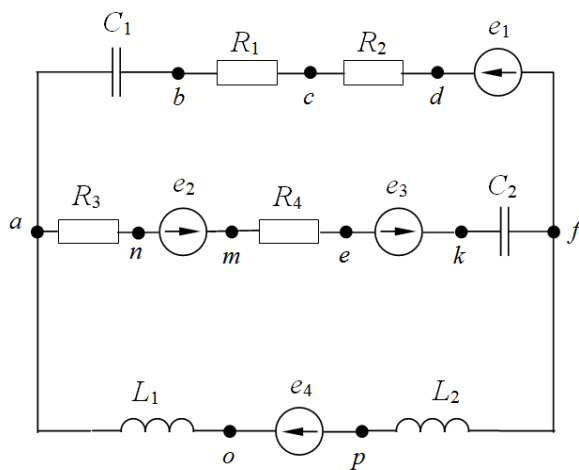 C₁ R₁ R₂ e₁
b c d
R₃ e₂ R₄ e₃ C₂
a f
n m e k
L₁ e₄ L₂
o p